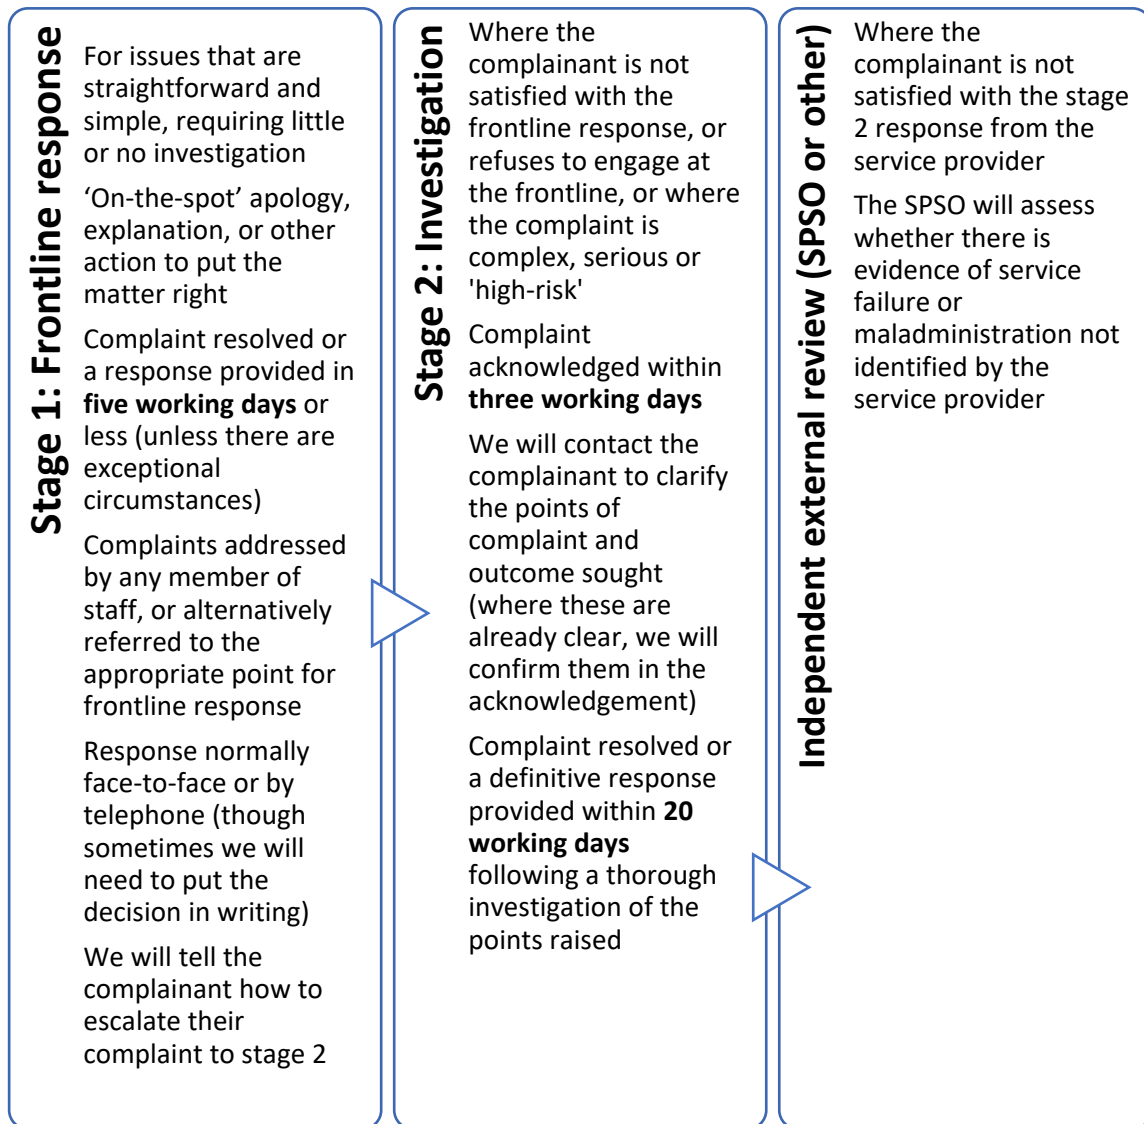 Stage 1: Frontline response
For issues that are
straightforward and
simple, requiring little
or no investigation
‘On-the-spot’ apology,
explanation, or other
action to put the
matter right
Complaint resolved or
a response provided in
five working days or
less (unless there are
exceptional
circumstances)
Complaints addressed
by any member of
staff, or alternatively
referred to the
appropriate point for
frontline response
Response normally
face-to-face or by
telephone (though
sometimes we will
need to put the
decision in writing)
We will tell the
complainant how to
escalate their
complaint to stage 2
Stage 2: Investigation
Where the
complainant is not
satisfied with the
frontline response, or
refuses to engage at
the frontline, or where
the complaint is
complex, serious or
'high-risk'
Complaint
acknowledged within
three working days
We will contact the
complainant to clarify
the points of
complaint and
outcome sought
(where these are
already clear, we will
confirm them in the
acknowledgement)
Complaint resolved or
a definitive response
provided within 20
working days
following a thorough
investigation of the
points raised
Independent external review (SPSO or other)
Where the
complainant is not
satisfied with the stage
2 response from the
service provider
The SPSO will assess
whether there is
evidence of service
failure or
maladministration not
identified by the
service provider